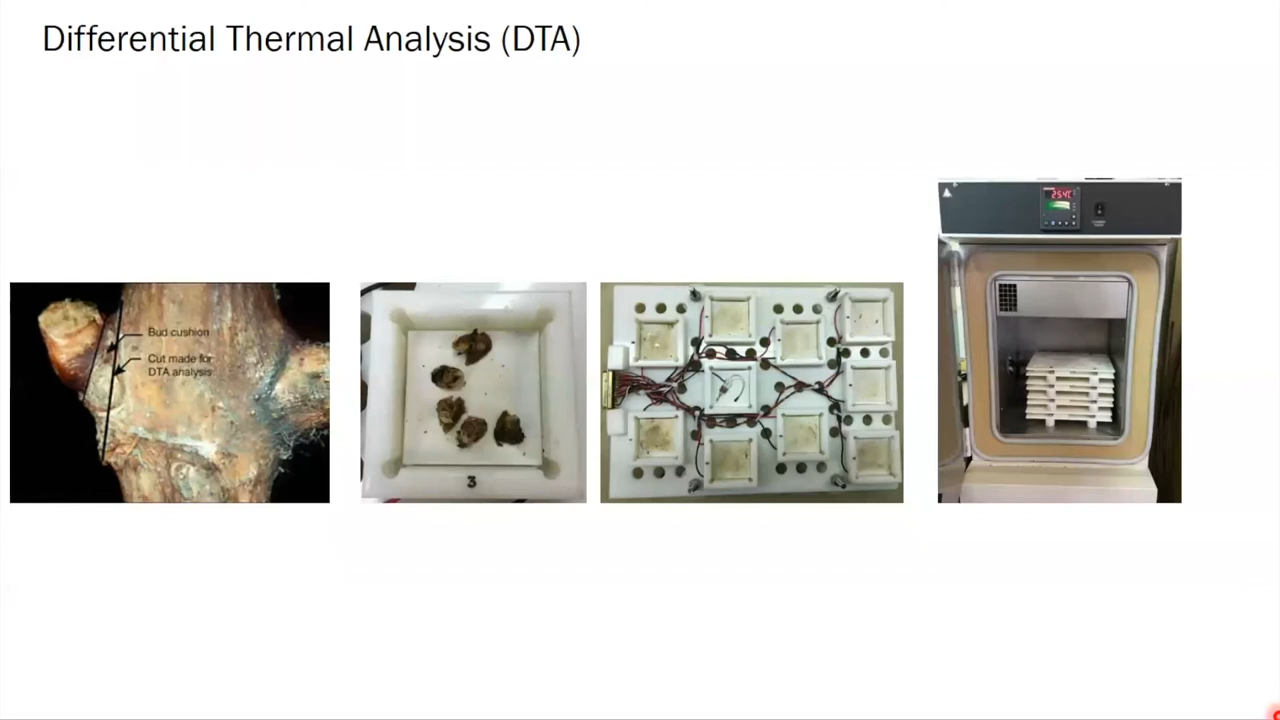 Differential Thermal Analysis (DTA)
Bud cushion
Cut made for
DTA analysis
3